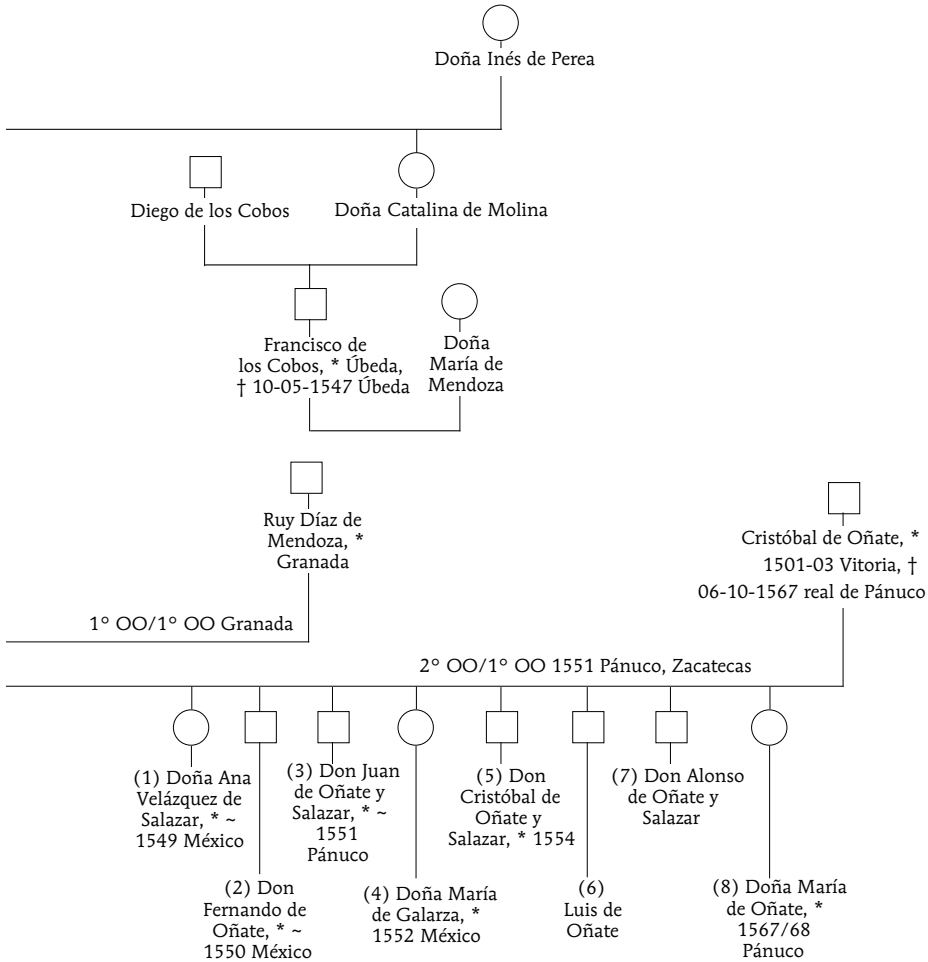 Doña Inés de Perea
Diego de los Cobos
Doña Catalina de Molina
Francisco de
los Cobos, * Úbeda,
† 10-05-1547 Úbeda
Doña
María de
Mendoza
Ruy Díaz de
Mendoza, *
Granada
Cristóbal de Oñate, *
1501-03 Vitoria, †
06-10-1567 real de Pánuco
1° OO/1° OO Granada
2° OO/1° OO 1551 Pánuco, Zacatecas
(1) Doña Ana
Velázquez de
Salazar, * ~
1549 México
(2) Don
Fernando de
Oñate, * ~
1550 México
(3) Don Juan
de Oñate y
Salazar, * ~
1551
Pánuco
(4) Doña María
de Galarza, *
1552 México
(5) Don
Cristóbal de
Oñate y
Salazar, * 1554
(6)
Luis de
Oñate
(7) Don Alonso
de Oñate y
Salazar
(8) Doña María
de Oñate, *
1567/68
Pánuco